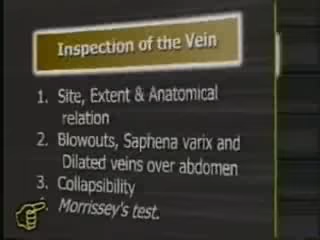 Inspection of the Vein
1. Site, Extent & Anatomical
relation
2. Blowouts, Saphena varix and
Dilated veins over abdomen
3. Collapsibility
Morrissey's test.